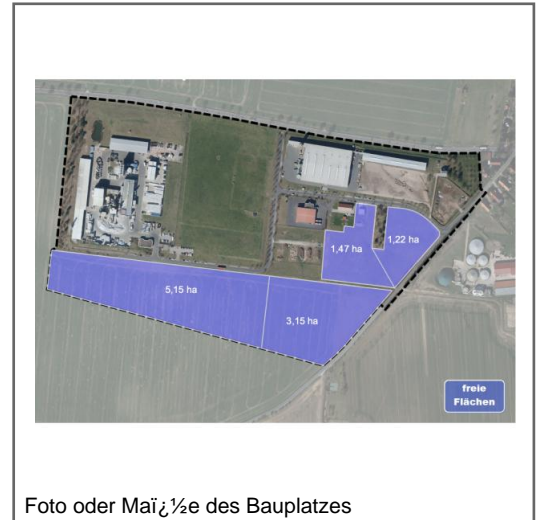 1,47 ha
1,22 ha
5,15 ha
3,15 ha
freie
Flächen
Foto oder Maï¿½e des Bauplatzes